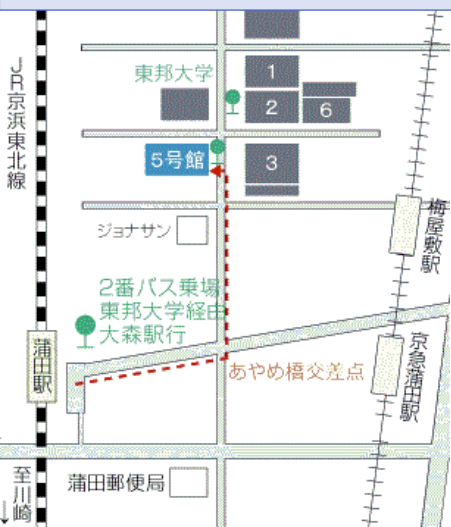 JR京浜東北線
東邦大学
1
2
6
5号館
3
梅屋敷駅
ジョナサン
2番バス乗場
東邦大学経由
大森駅行
蒲田駅
あやめ橋交差点
京急蒲田駅
蒲田郵便局
至川崎